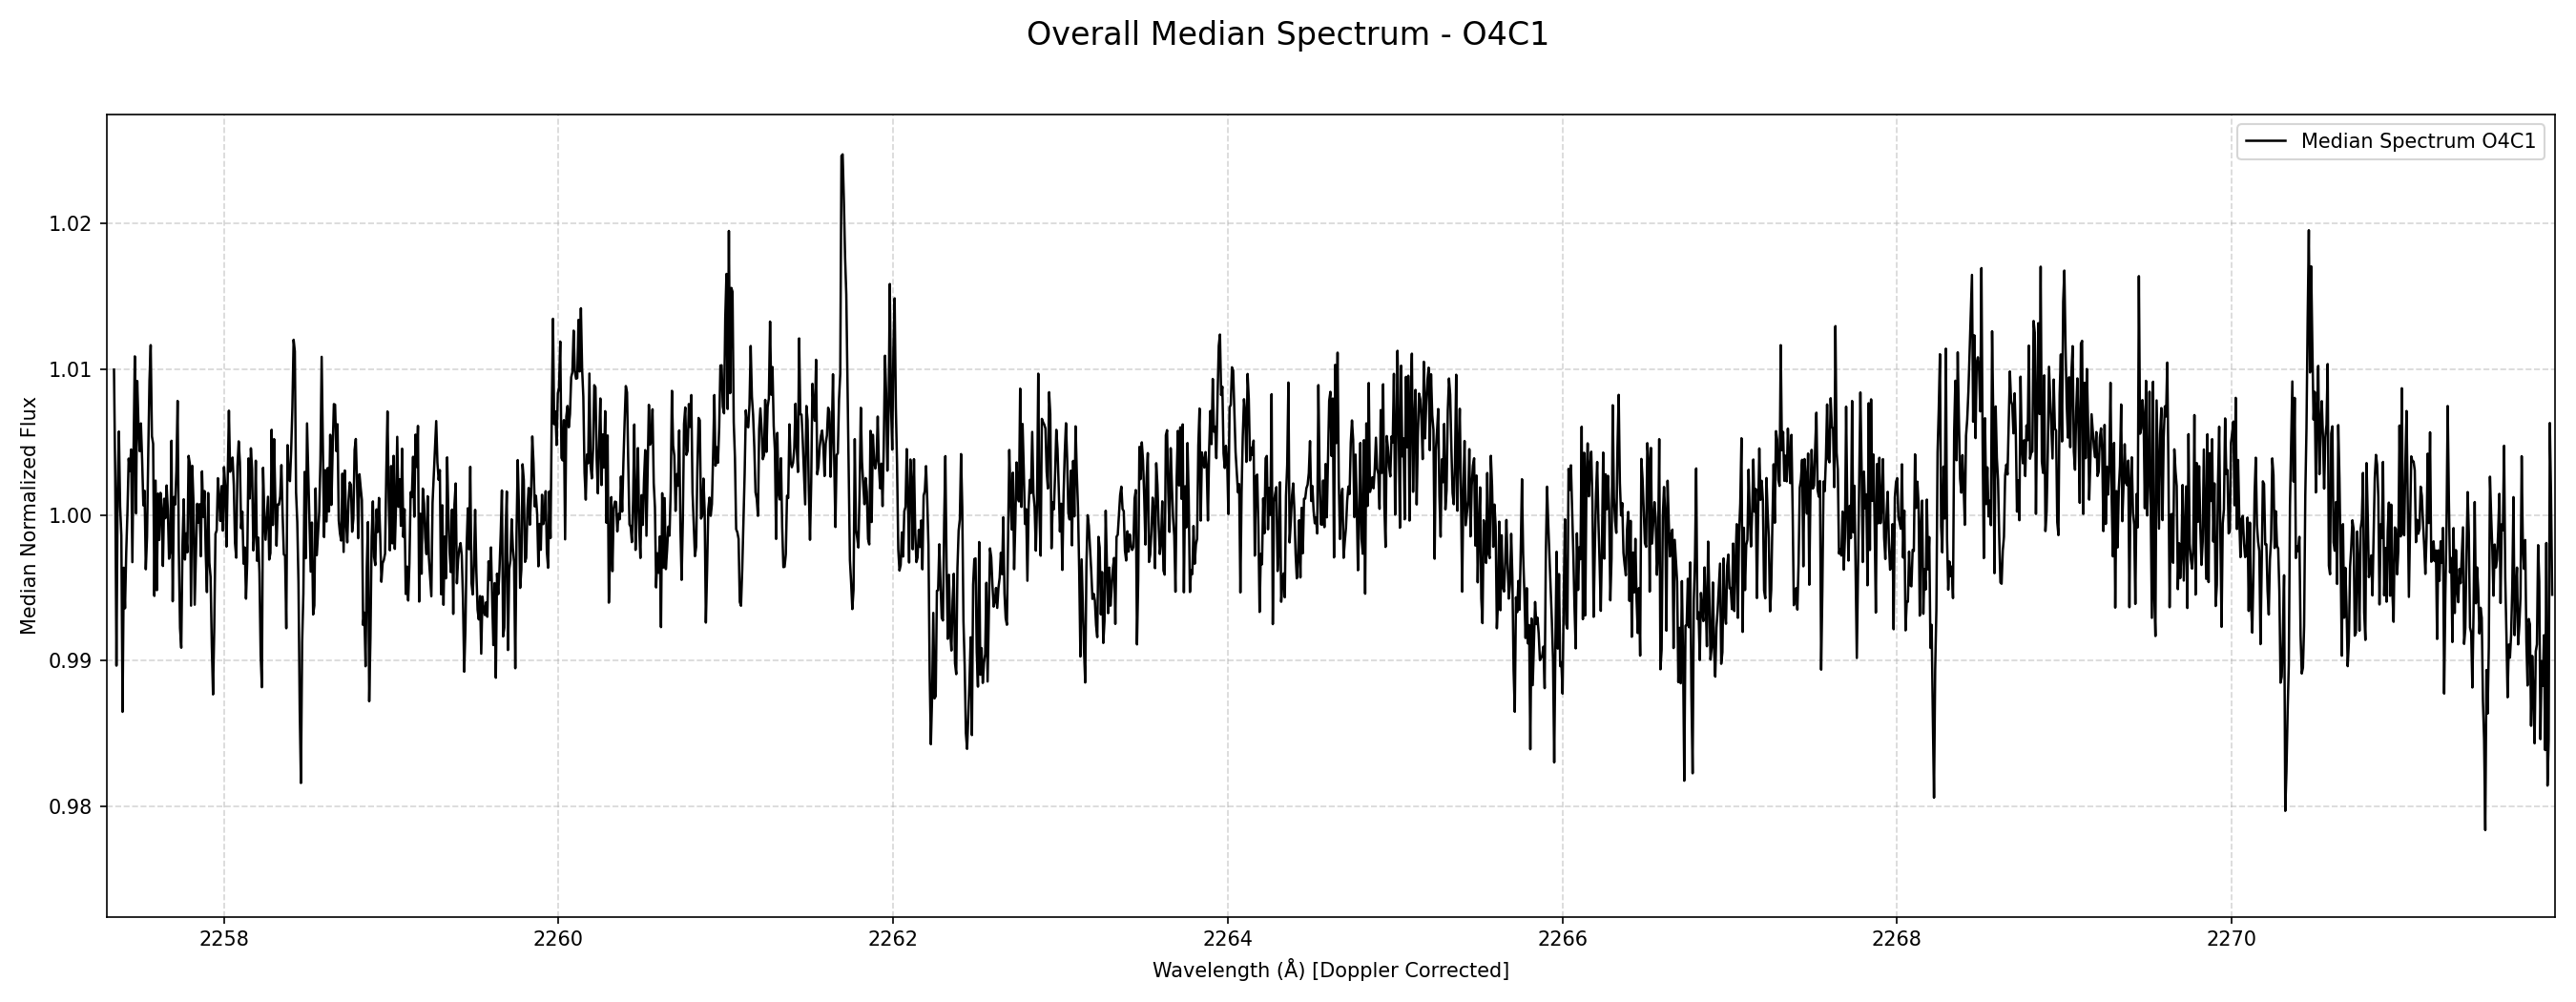 Overall Median Spectrum - O4C1
Median Spectrum O4C1
Median Normalized Flux
1.02
1.01
1.00
0.99
0.98
2258 2260 2262 2264 2266 2268 2270
Wavelength (Å) [Doppler Corrected]